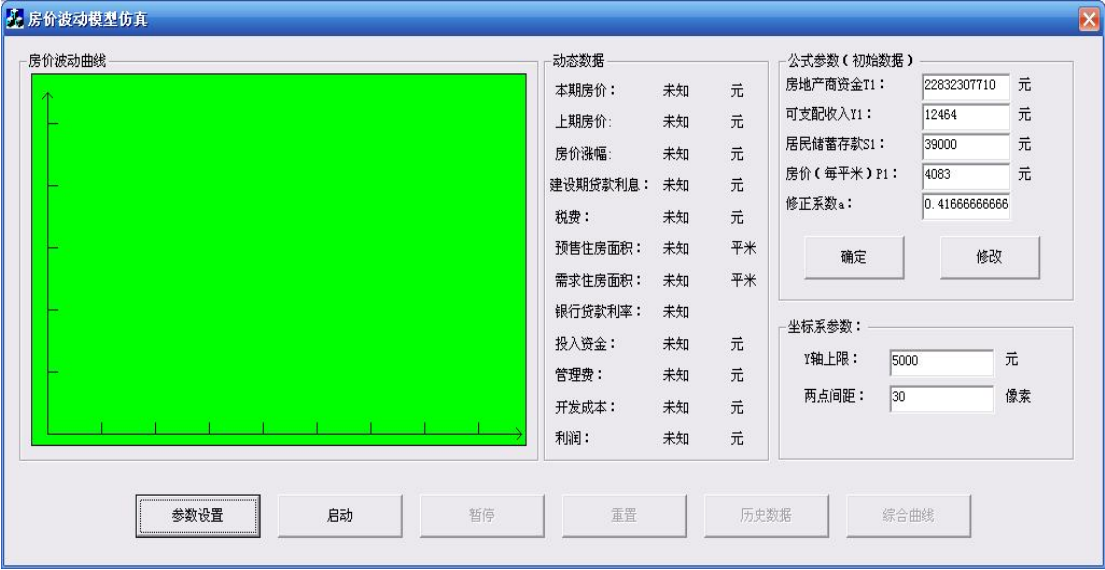 房价波动模型仿真
房价波动曲线
动态数据
本期房价： 未知 元
上期房价: 未知 元
房价涨幅: 未知 元
建设期贷款利息： 未知 元
税费： 未知 元
预售住房面积： 未知 平米
需求住房面积： 未知 平米
银行贷款利率： 未知
投入资金： 未知 元
管理费： 未知 元
开发成本： 未知 元
利润： 未知 元
公式参数(初始数据)
房地产商资金T1： 22832307710 元
可支配收入Y1： 12464 元
居民储蓄存款S1： 39000 元
房价(每平米)P1： 4083 元
修正系数a： 0.41666666666
确定 修改
坐标系参数：
Y轴上限： 5000 元
两点间距： 30 像素
参数设置 启动 暂停 重置 历史数据 综合曲线